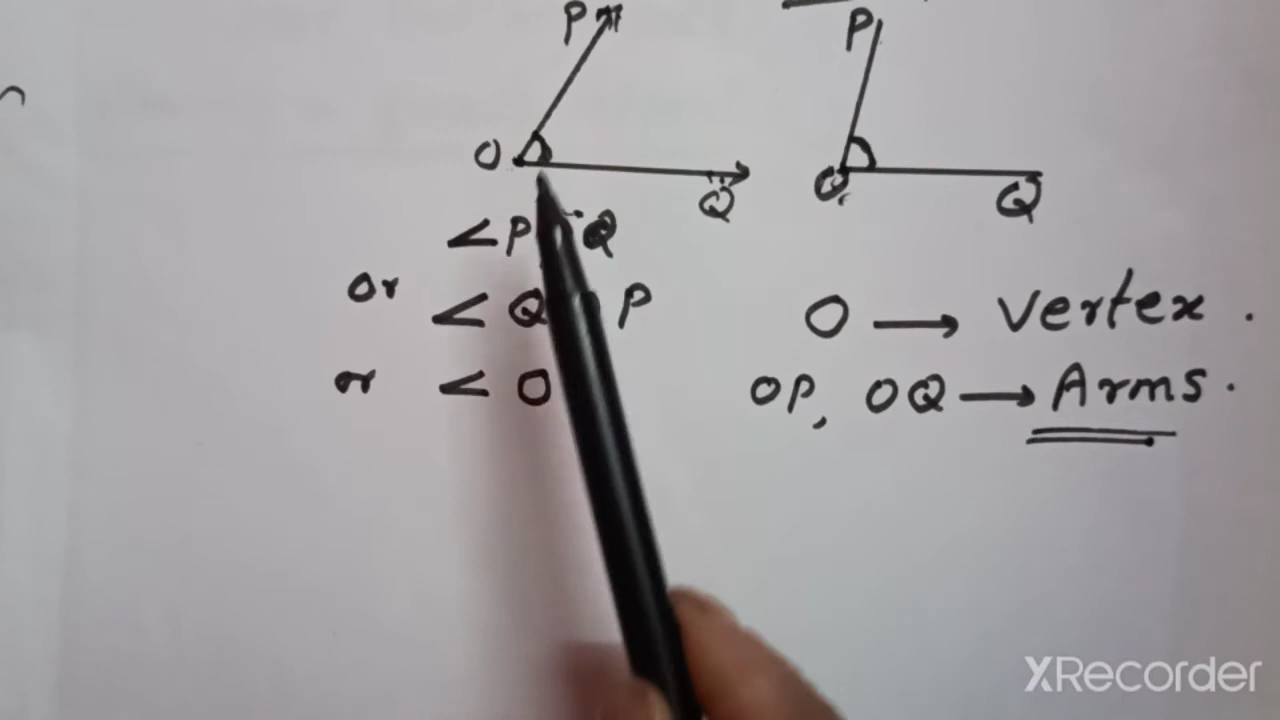 P P
O Q O Q
< P Q
or < Q P
O → Vertex.
or < O
OP, OQ → Arms.
XRecorder